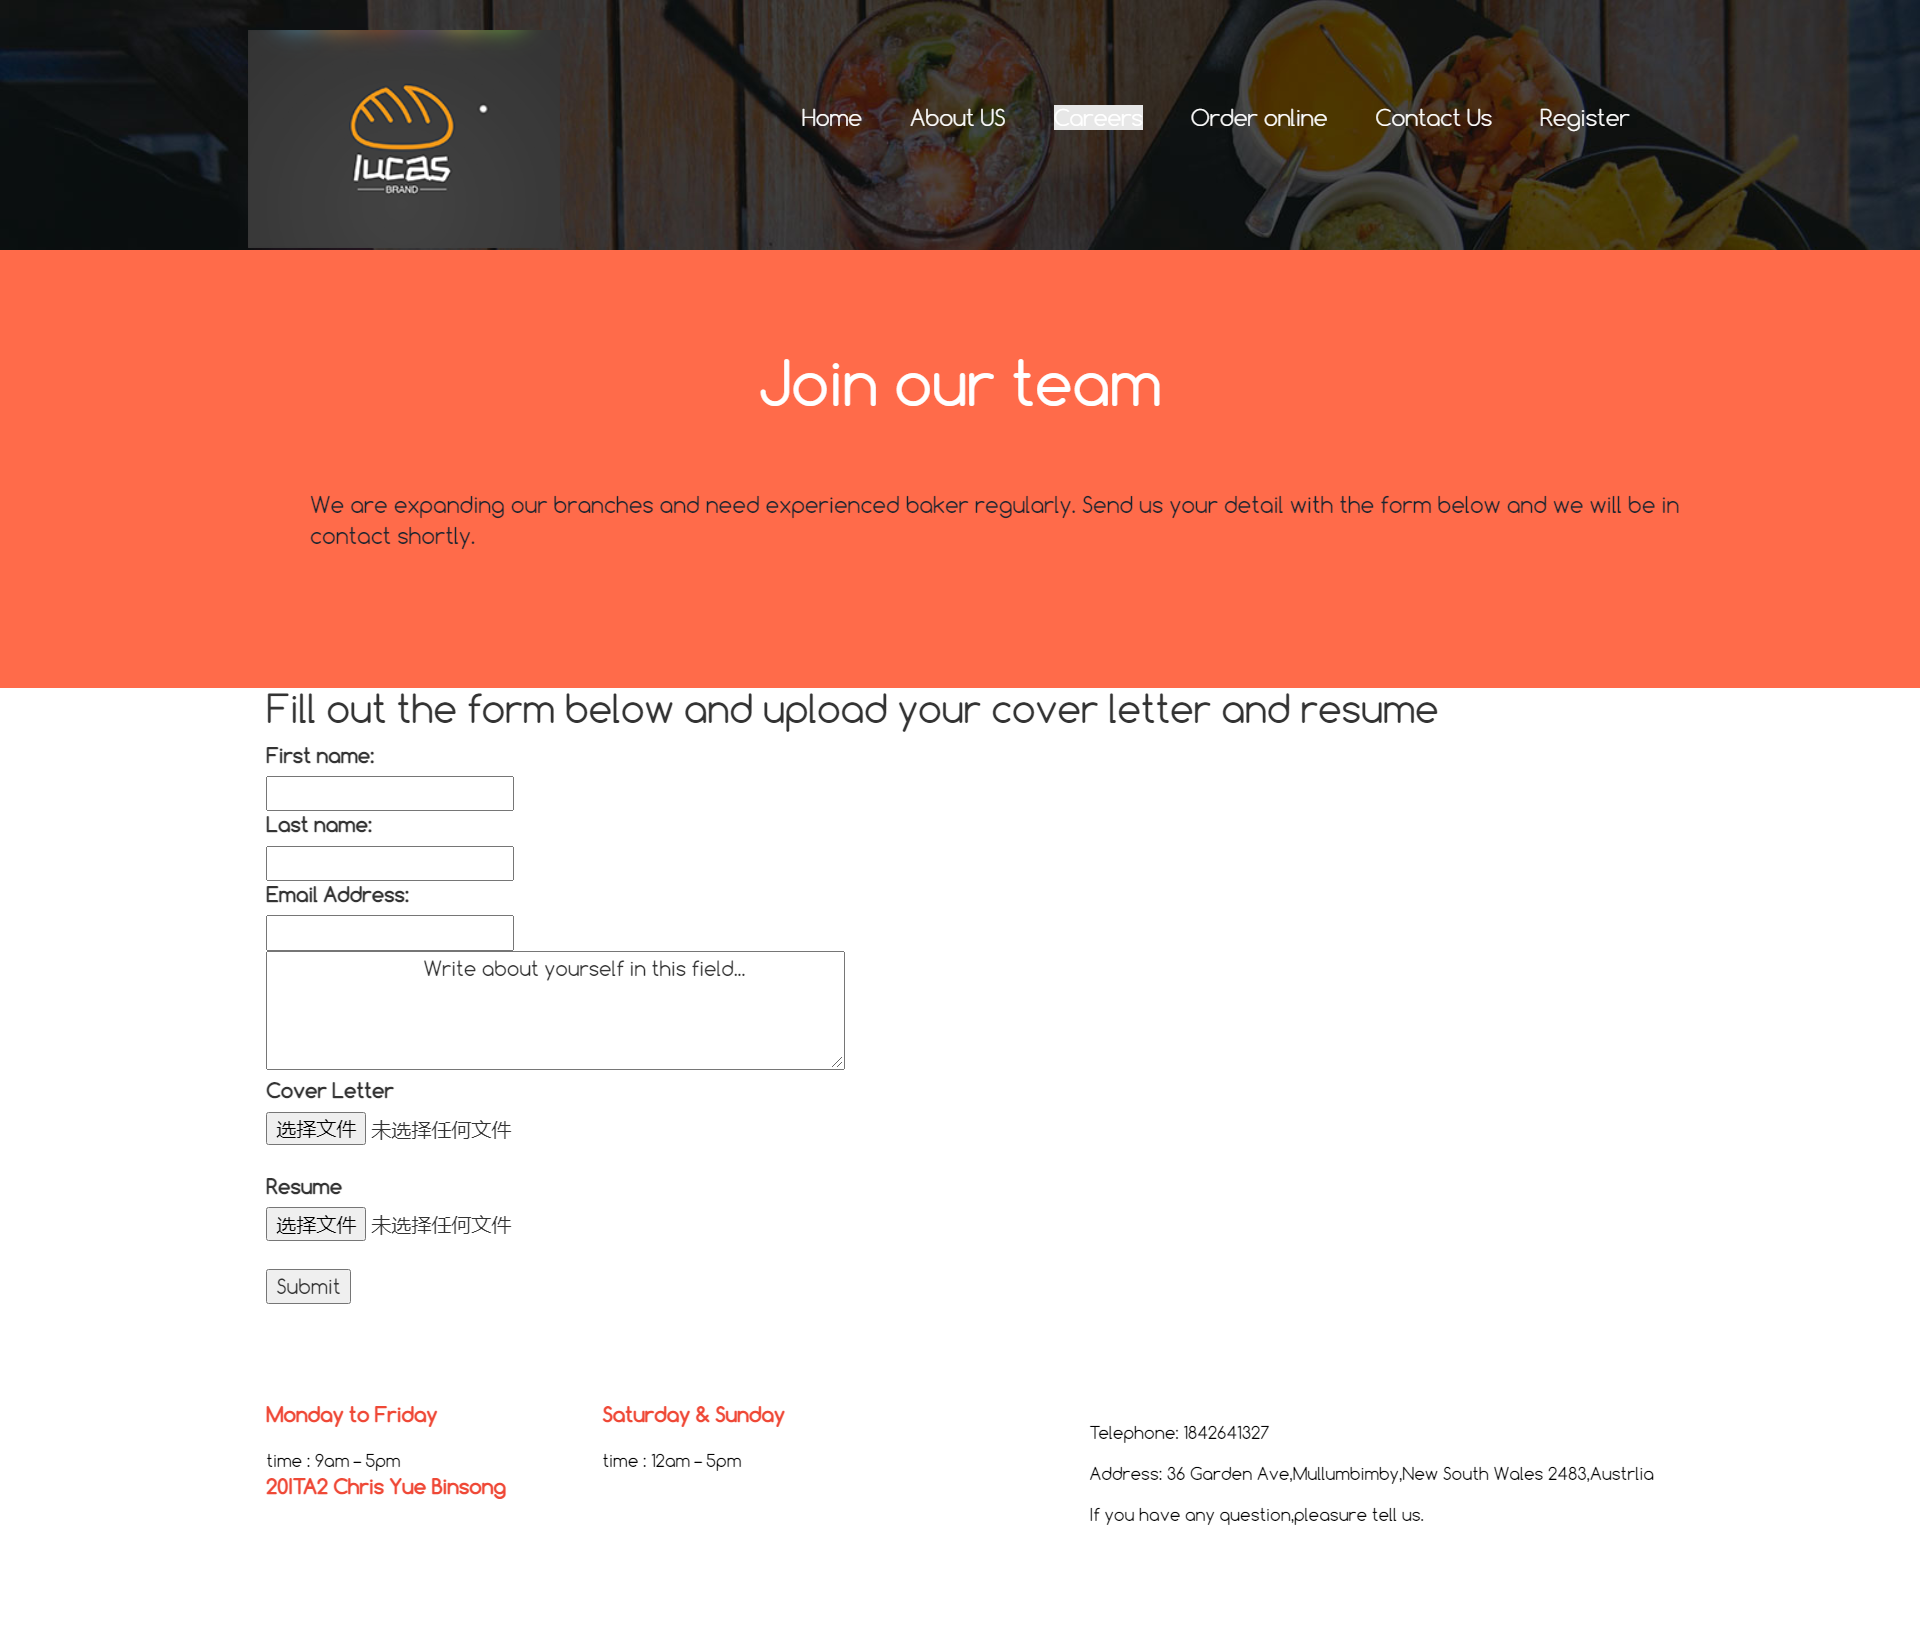 lucas
BRAND
Home About US Careers Order online Contact Us Register
Join our team
We are expanding our branches and need experienced baker regularly. Send us your detail with the form below and we will be in
contact shortly.
Fill out the form below and upload your cover letter and resume
First name:
Last name:
Email Address:
Write about yourself in this field...
Cover Letter
选择文件 未选择任何文件
Resume
选择文件 未选择任何文件
Submit
Monday to Friday
time : 9am – 5pm
20ITA2 Chris Yue Binsong
Saturday & Sunday
time : 12am – 5pm
Telephone: 1842641327
Address: 36 Garden Ave,Mullumbimby,New South Wales 2483,Austrlia
If you have any question,pleasure tell us.